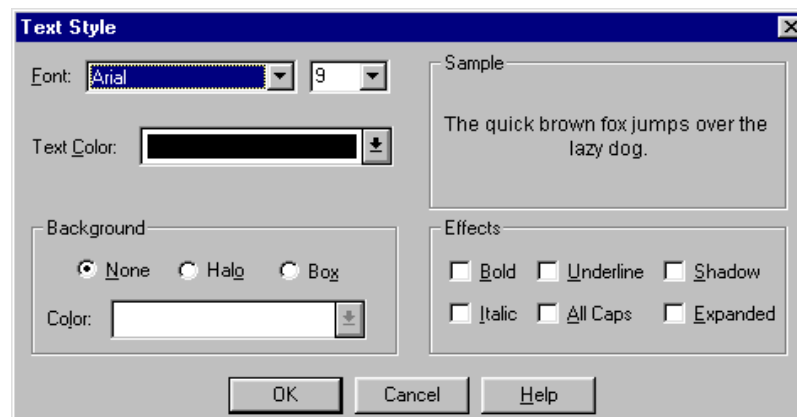 Text Style
Font: Arial 9
Text Color:
Sample
The quick brown fox jumps over the
lazy dog.
Background
None Halo Box
Color:
Effects
Bold Underline Shadow
Italic All Caps Expanded
OK Cancel Help